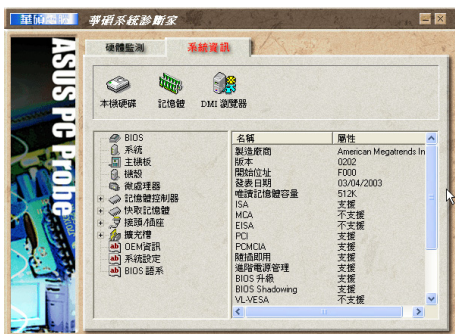 華碩電腦 華碩系統診斷家
硬體監測 系統資訊
ASUS PC Probe
本機硬碟 記憶體 DMI 瀏覽器
BIOS
系統
主機板
機殼
微處理器
記憶體控制器
快取記憶體
接頭/插座
擴充槽
OEM資訊
系統設定
BIOS 語系
名稱 屬性
製造廠商 American Megatrends In
版本 0202
開始位址 F000
發表日期 03/04/2003
唯讀記憶體容量 512K
ISA 支援
MCA 不支援
EISA 不支援
PCI 支援
PCMCIA 支援
隨插即用 支援
進階電源管理 支援
BIOS 升級 支援
BIOS Shadowing 支援
VL-VESA 不支援